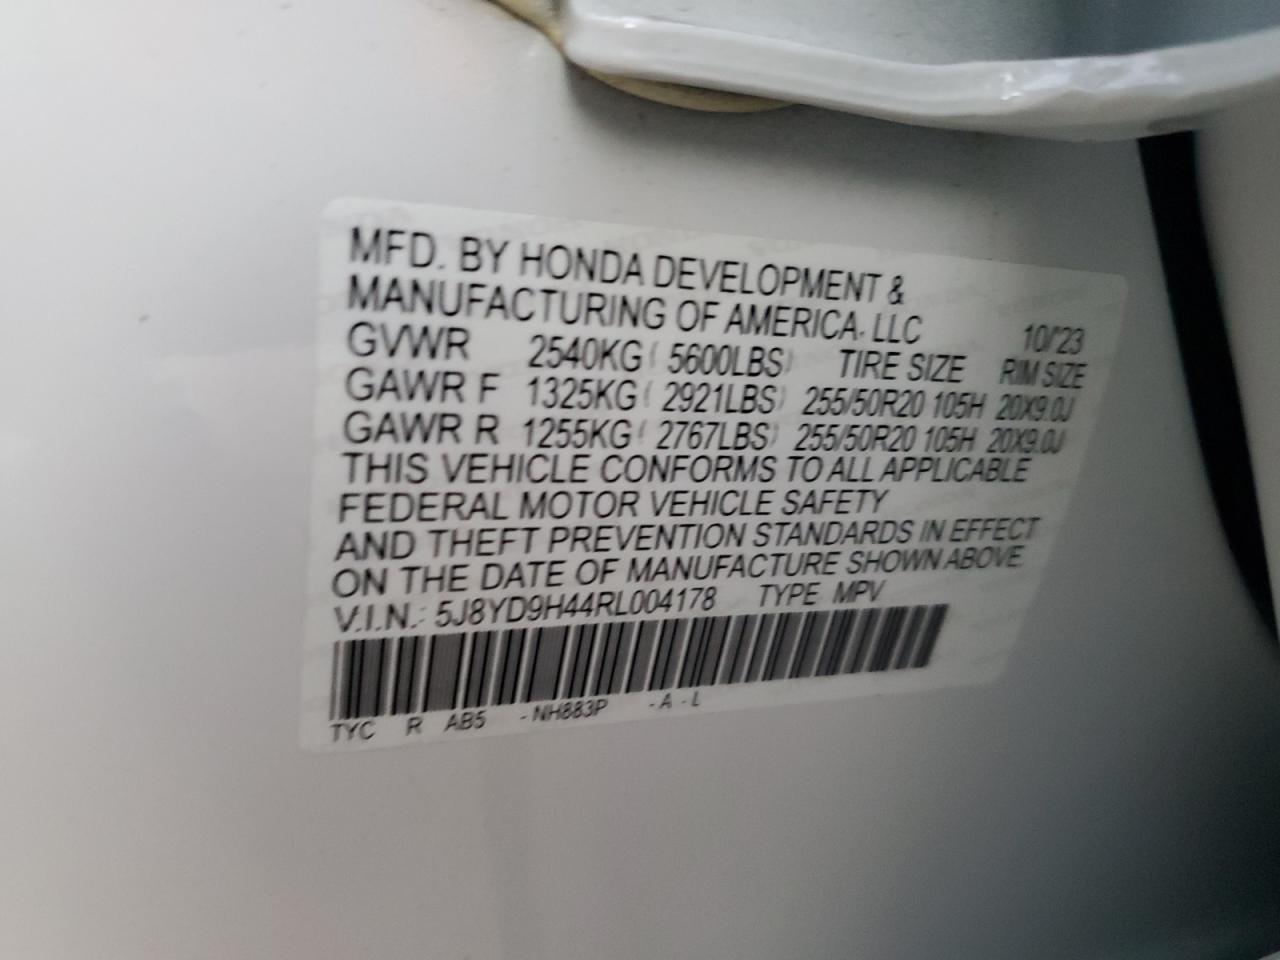 MFD. BY HONDA DEVELOPMENT &
MANUFACTURING OF AMERICA, LLC 10/'23
GVWR 2540KG ( 5600LBS) TIRE SIZE RIM SIZE
GAWR F 1325KG ( 2921LBS) 255/50R20 105H 20X9.0J
GAWR R 1255KG ( 2767LBS) 255/50R20 105H 20X9.0J
THIS VEHICLE CONFORMS TO ALL APPLICABLE
FEDERAL MOTOR VEHICLE SAFETY
AND THEFT PREVENTION STANDARDS IN EFFECT
ON THE DATE OF MANUFACTURE SHOWN ABOVE
V.I.N.: 5J8YD9H44RL004178 TYPE MPV
TYC R AB5 -NH883P -A -L